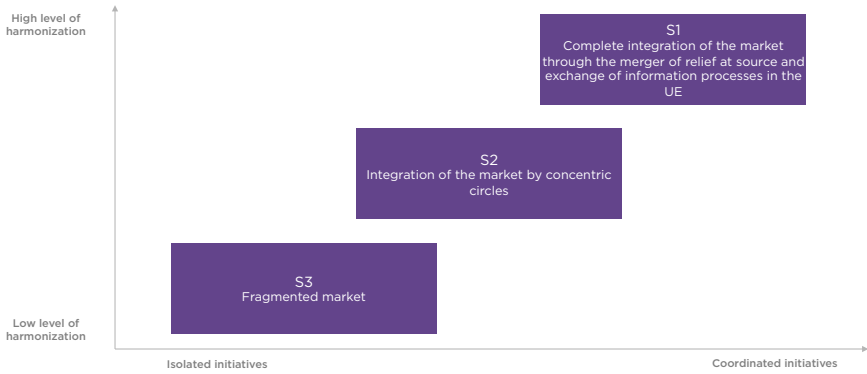 High level of
harmonization
S1
Complete integration of the market
through the merger of relief at source and
exchange of information processes in the
UE
S2
Integration of the market by concentric
circles
S3
Fragmented market
Low level of
harmonization
Isolated initiatives
Coordinated initiatives